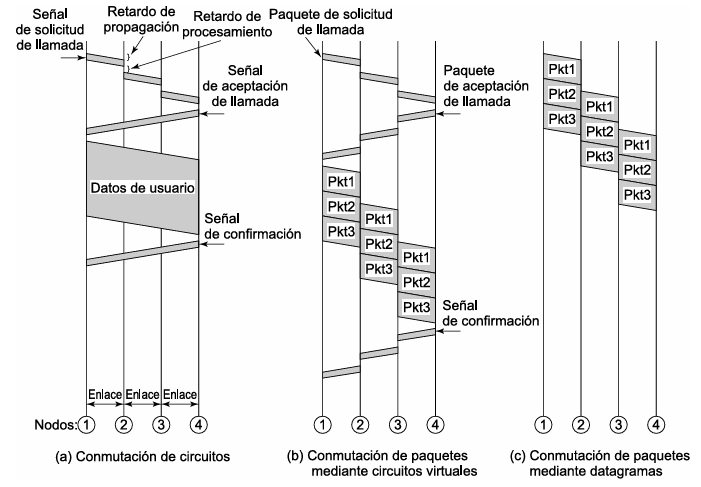 Señal
de solicitud
de llamada
Retardo de
propagación
Retardo de
procesamiento
Señal
de aceptación
de llamada
Datos de usuario
Señal
de confirmación
Enlace
Enlace
Enlace
Nodos:
1
2
3
4
(a) Conmutación de circuitos
Paquete de solicitud
de llamada
Paquete
de aceptación
de llamada
Pkt1
Pkt2
Pkt3
Pkt1
Pkt2
Pkt3
Pkt1
Pkt2
Pkt3
Señal
de confirmación
1
2
3
4
(b) Conmutación de paquetes
mediante circuitos virtuales
Pkt1
Pkt2
Pkt3
Pkt1
Pkt2
Pkt3
Pkt1
Pkt2
Pkt3
1
2
3
4
(c) Conmutación de paquetes
mediante datagramas